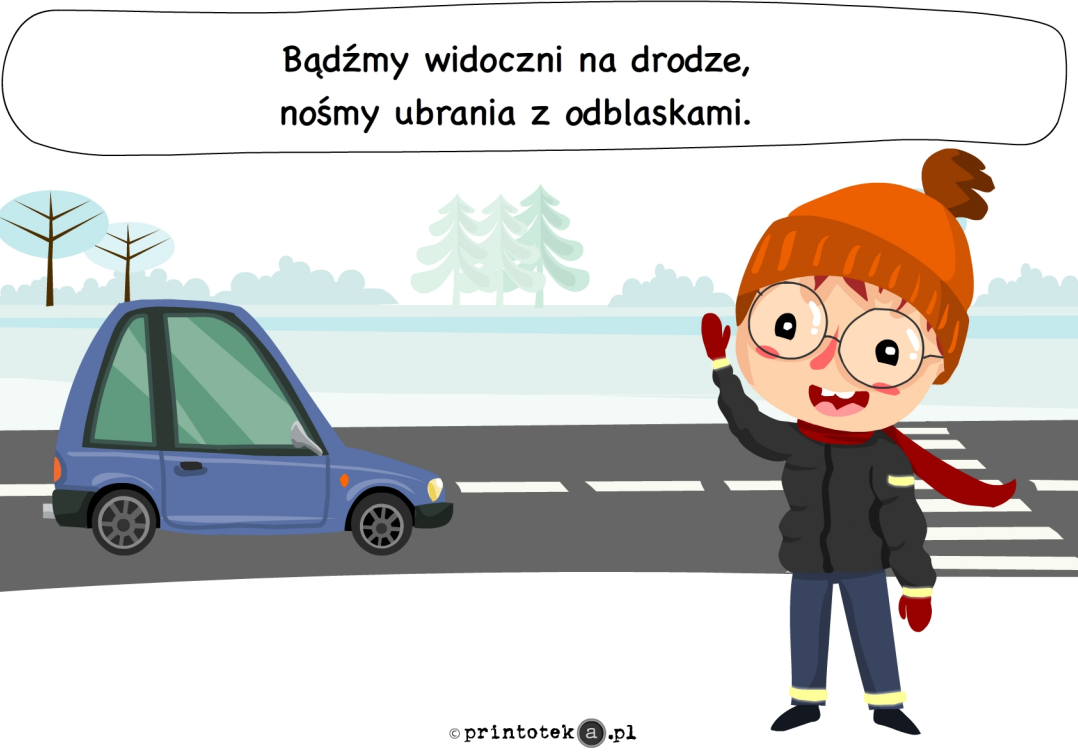 Bądźmy widoczni na drodze,
nośmy ubrania z odblaskami.
© printoteka.pl